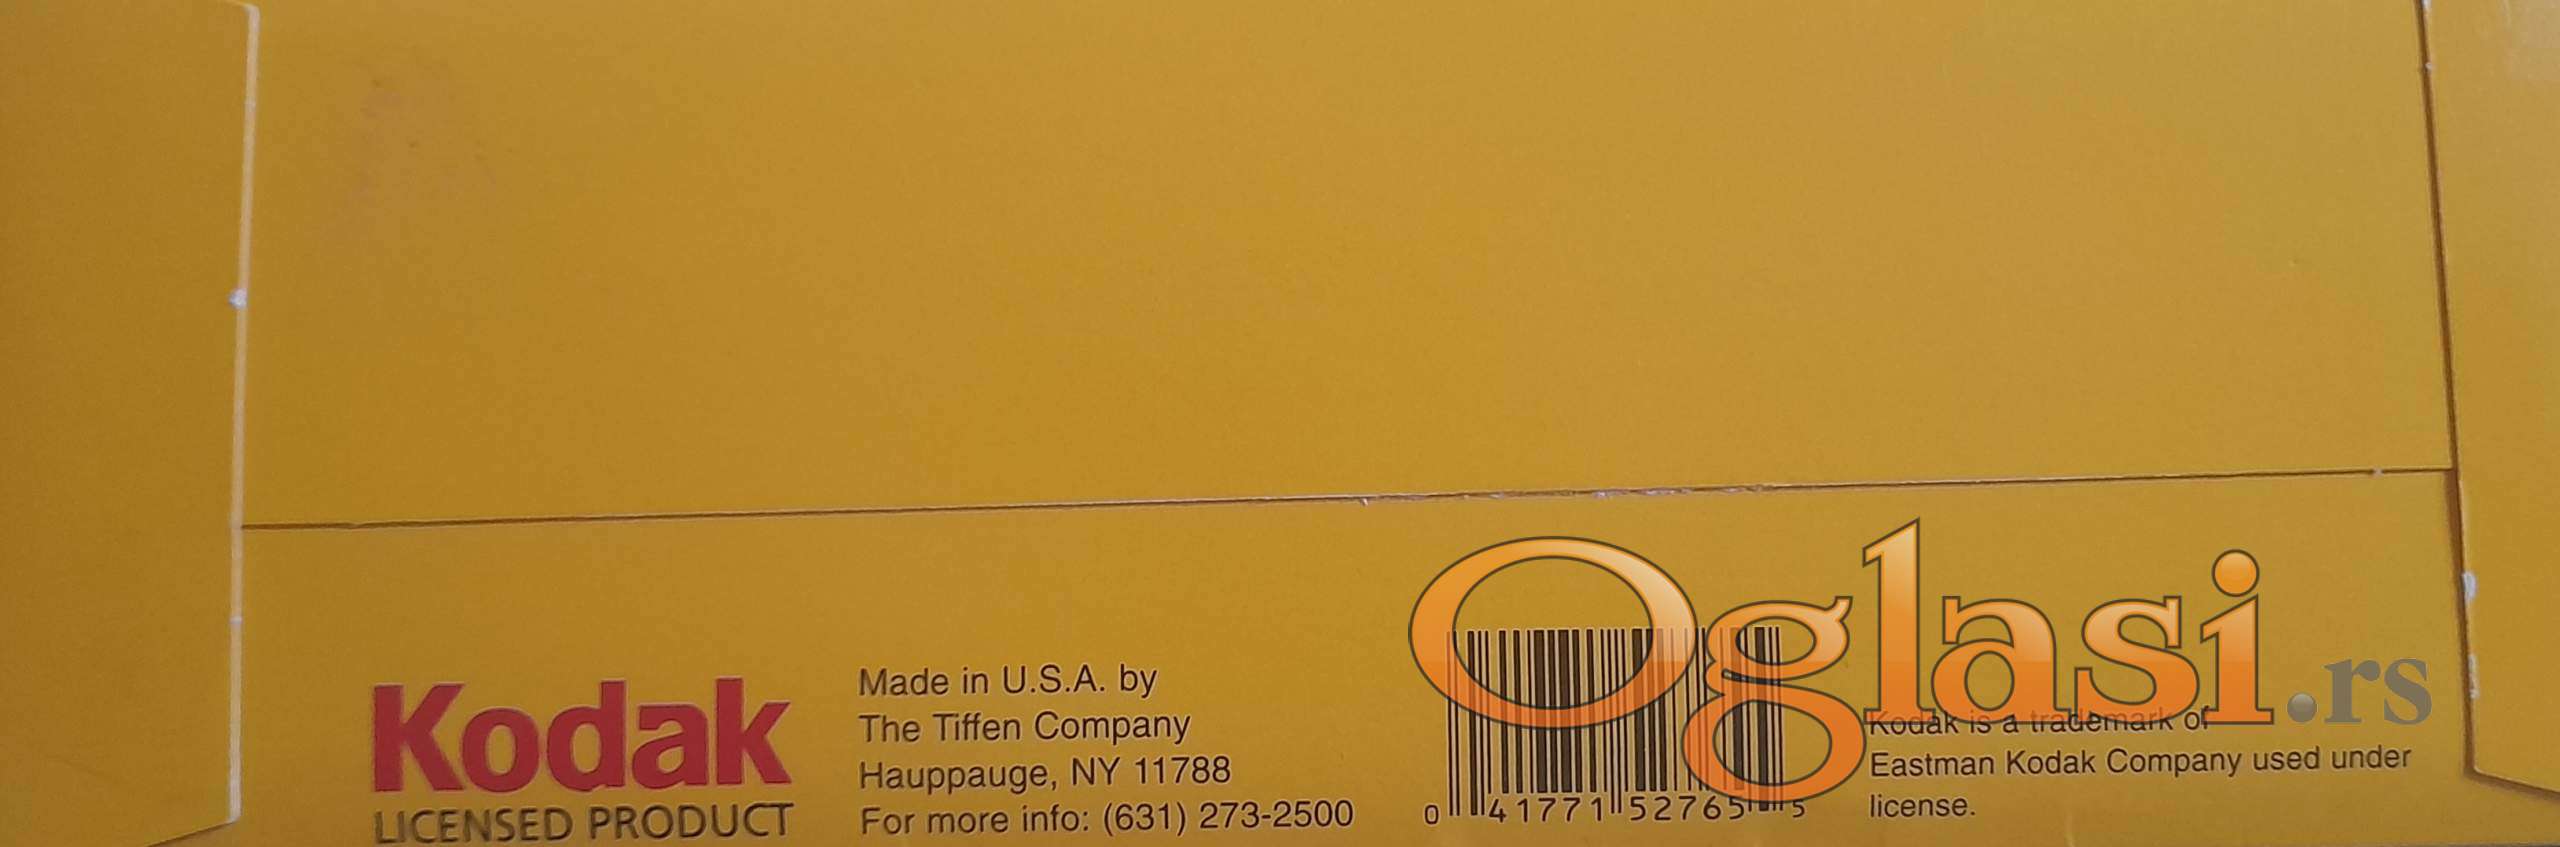 Kodak
LICENSED PRODUCT
Made in U.S.A. by
The Tiffen Company
Hauppauge, NY 11788
For more info: (631) 273-2500
0 41771 52765 5
Kodak is a trademark of
Eastman Kodak Company used under
license.
Oglasi.rs